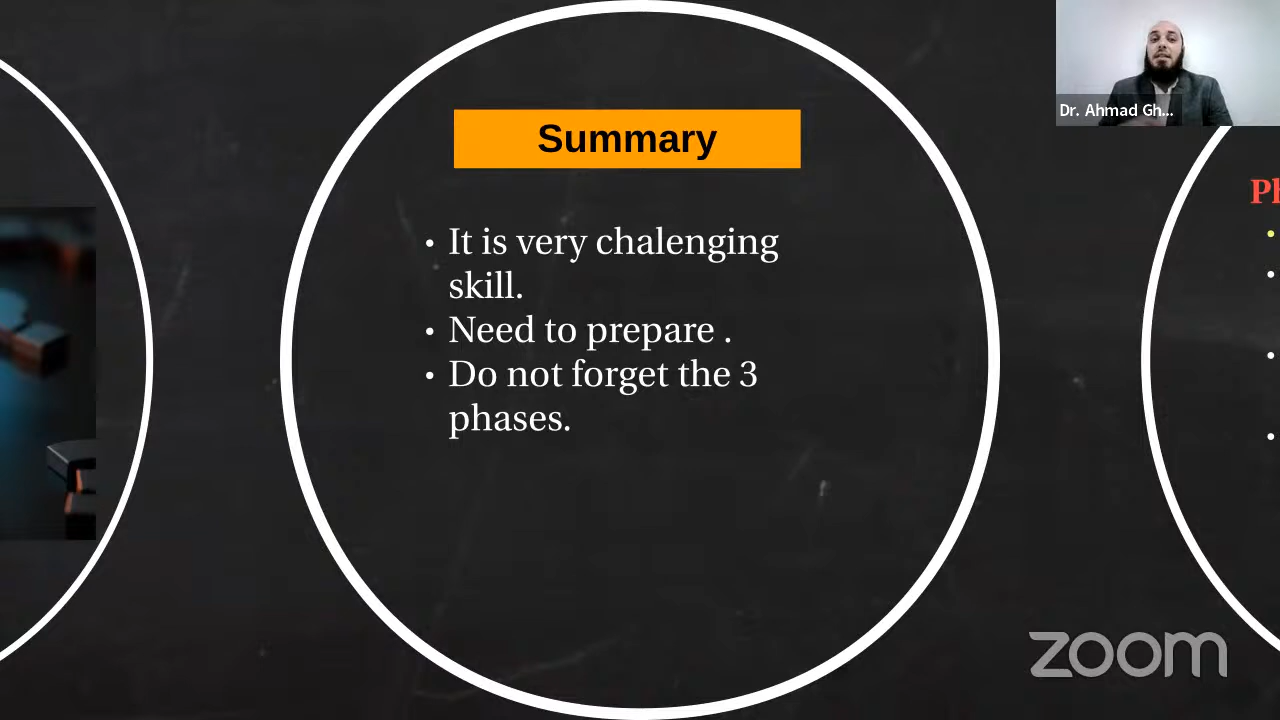 Summary
• It is very chalenging
skill.
• Need to prepare .
• Do not forget the 3
phases.
Dr. Ahmad Gh...
zoom